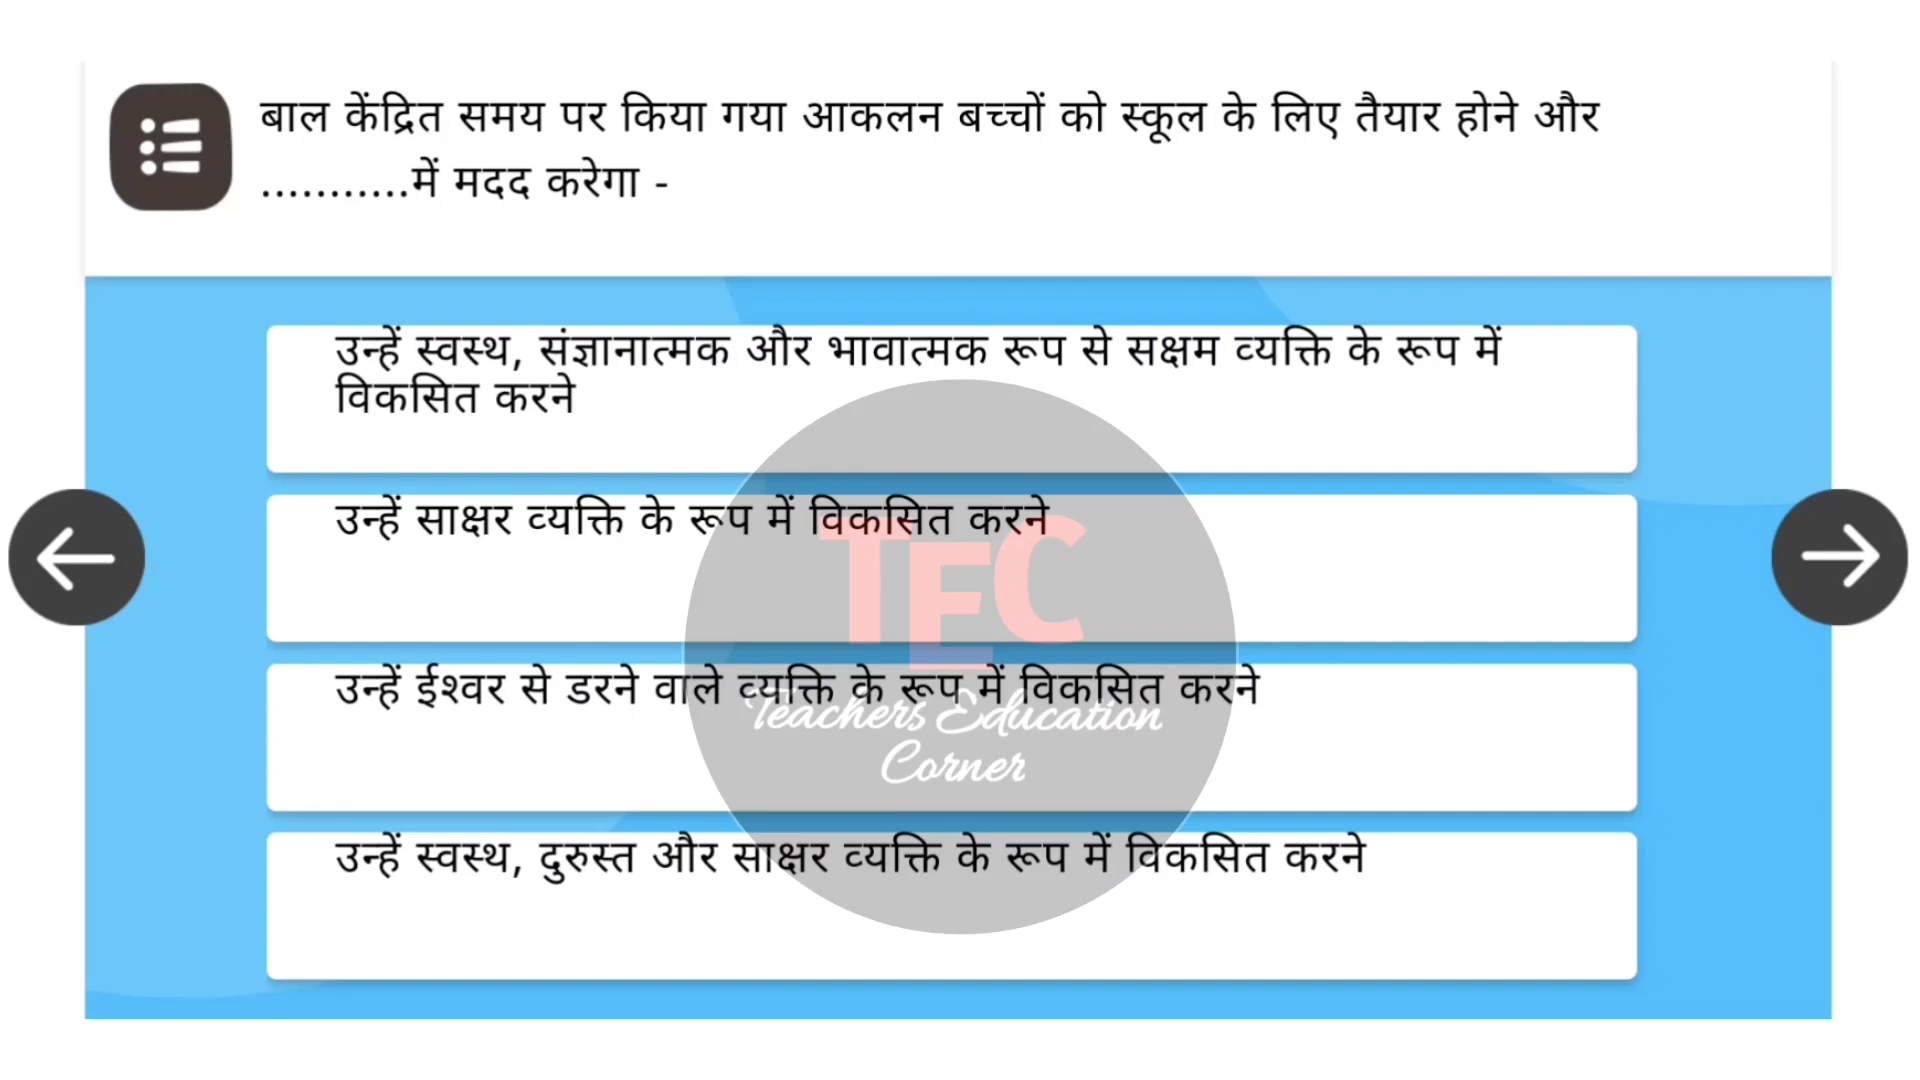 बाल केंद्रित समय पर किया गया आकलन बच्चों को स्कूल के लिए तैयार होने और
...........में मदद करेगा -
उन्हें स्वस्थ, संज्ञानात्मक और भावात्मक रूप से सक्षम व्यक्ति के रूप में
विकसित करने
उन्हें साक्षर व्यक्ति के रूप में विकसित करने
TEC
उन्हें ईश्वर से डरने वाले व्यक्ति के रूप में विकसित करने
Teachers Education
Corner
उन्हें स्वस्थ, दुरुस्त और साक्षर व्यक्ति के रूप में विकसित करने